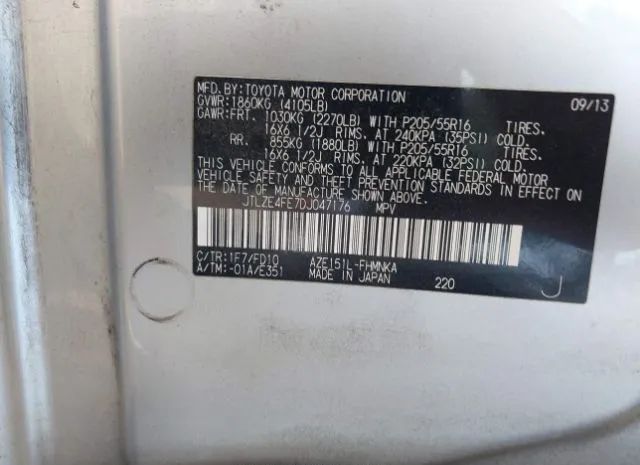 MFD.BY:TOYOTA MOTOR CORPORATION 09/13
GVWR:1860KG (4105LB)
GAWR:FRT. 1030KG (2270LB) WITH P205/55R16 TIRES.
16X6 1/2J RIMS. AT 240KPA (35PSI) COLD.
RR. 855KG (1880LB) WITH P205/55R16 TIRES.
16X6 1/2J RIMS. AT 220KPA (32PSI) COLD.
THIS VEHICLE CONFORMS TO ALL APPLICABLE FEDERAL MOTOR
VEHICLE SAFETY AND THEFT PREVENTION STANDARDS IN EFFECT ON
THE DATE OF MANUFACTURE SHOWN ABOVE.
JTLZE4FE7DJ047176 MPV
C/TR:1F7/FD10 AZE151L-FHMNKA
A/TM:-01A/E351 MADE IN JAPAN 220 J